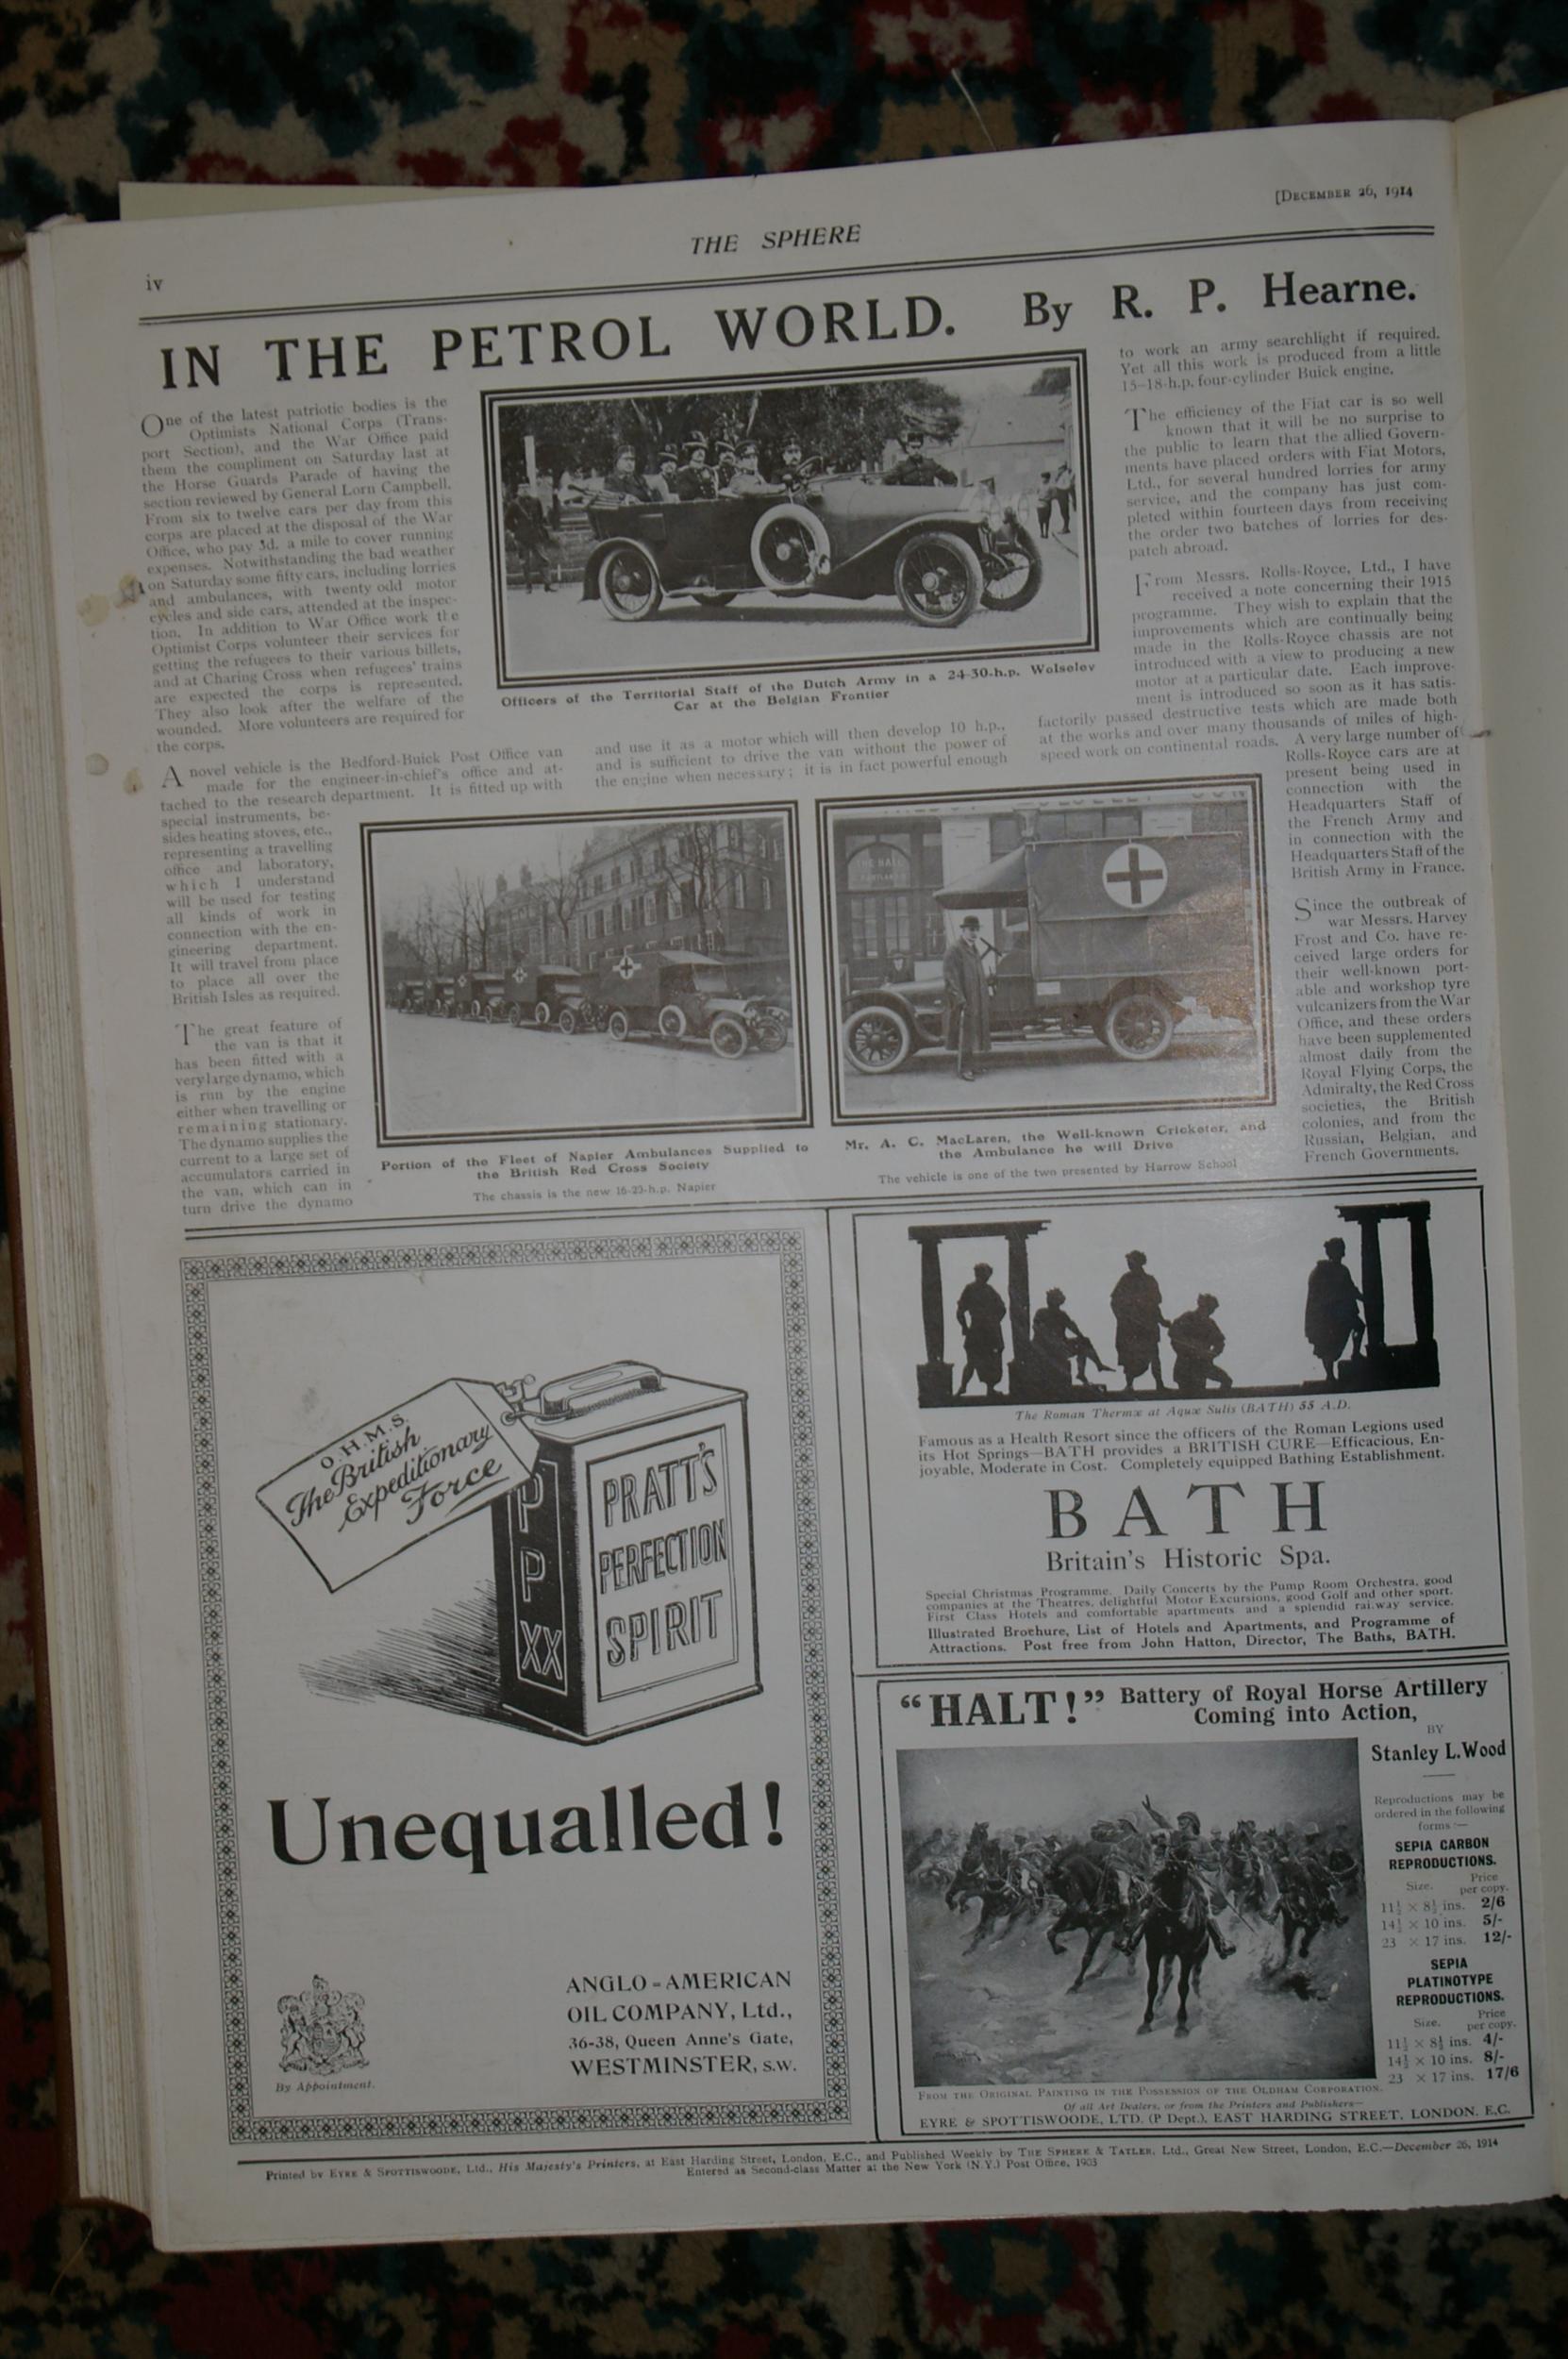 [DECEMBER 26, 1914
THE SPHERE
iv
IN THE PETROL WORLD. By R. P. Hearne.
One of the latest patriotic bodies is the
Optimists National Corps (Trans-
port Section), and the War Office paid
them the compliment on Saturday last at
the Horse Guards Parade of having the
section reviewed by General Lorn Campbell.
From six to twelve cars per day from this
corps are placed at the disposal of the War
Office, who pay 3d. a mile to cover running
expenses. Notwithstanding the bad weather
on Saturday some fifty cars, including lorries
and ambulances, with twenty odd motor
cycles and side cars, attended at the inspec-
tion. In addition to War Office work the
Optimist Corps volunteer their services for
getting the refugees to their various billets,
and at Charing Cross when refugees' trains
are expected the corps is represented.
They also look after the welfare of the
wounded. More volunteers are required for
the corps.
A novel vehicle is the Bedford-Buick Post Office van
made for the engineer-in-chief's office and at-
tached to the research department. It is fitted up with
special instruments, be-
sides heating stoves, etc.,
representing a travelling
office and laboratory,
which I understand
will be used for testing
all kinds of work in
connection with the en-
gineering department.
It will travel from place
to place all over the
British Isles as required.
The great feature of
the van is that it
has been fitted with a
very large dynamo, which
is run by the engine
either when travelling or
remaining stationary.
The dynamo supplies the
current to a large set of
accumulators carried in
the van, which can in
turn drive the dynamo
Officers of the Territorial Staff of the Dutch Army in a 24-30-h.p. Wolseley
Car at the Belgian Frontier
and use it as a motor which will then develop 10 h.p.,
and is sufficient to drive the van without the power of
the engine when necessary; it is in fact powerful enough
to work an army searchlight if required.
Yet all this work is produced from a little
15-18-h.p. four-cylinder Buick engine.
The efficiency of the Fiat car is so well
known that it will be no surprise to
the public to learn that the allied Govern-
ments have placed orders with Fiat Motors,
Ltd., for several hundred lorries for army
service, and the company has just com-
pleted within fourteen days from receiving
the order two batches of lorries for des-
patch abroad.
From Messrs. Rolls-Royce, Ltd., I have
received a note concerning their 1915
programme. They wish to explain that the
improvements which are continually being
made in the Rolls-Royce chassis are not
introduced with a view to producing a new
motor at a particular date. Each improve-
ment is introduced so soon as it has satis-
factorily passed destructive tests which are made both
at the works and over many thousands of miles of high-
speed work on continental roads. A very large number of
Rolls-Royce cars are at
present being used in
connection with the
Headquarters Staff of
the French Army and
in connection with the
Headquarters Staff of the
British Army in France.
Since the outbreak of
war Messrs. Harvey
Frost and Co. have re-
ceived large orders for
their well-known port-
able and workshop tyre
vulcanizers from the War
Office, and these orders
have been supplemented
almost daily from the
Royal Flying Corps, the
Admiralty, the Red Cross
societies, the British
colonies, and from the
Russian, Belgian, and
French Governments.
THE HALL
Portion of the Fleet of Napier Ambulances Supplied to
the British Red Cross Society
The chassis is the new 16-22-h.p. Napier
Mr. A. C. MacLaren, the Well-known Cricketer, and
the Ambulance he will Drive
The vehicle is one of the two presented by Harrow School
O.H.M.S.
The British
Expeditionary
Force
P
P
XX
PRATT'S
PERFECTION
SPIRIT
Unequalled!
By Appointment.
ANGLO-AMERICAN
OIL COMPANY, Ltd.,
36-38, Queen Anne's Gate,
WESTMINSTER, S.W.
The Roman Thermæ at Aquæ Sulis (BATH) 55 A.D.
Famous as a Health Resort since the officers of the Roman Legions used
its Hot Springs—BATH provides a BRITISH CURE—Efficacious, En-
joyable, Moderate in Cost. Completely equipped Bathing Establishment.
BATH
Britain's Historic Spa.
Special Christmas Programme. Daily Concerts by the Pump Room Orchestra, good
companies at the Theatres, delightful Motor Excursions, good Golf and other sport.
First Class Hotels and comfortable apartments and a splendid railway service.
Illustrated Brochure, List of Hotels and Apartments, and Programme of
Attractions. Post free from John Hatton, Director, The Baths, BATH.
"HALT!" Battery of Royal Horse Artillery
Coming into Action,
BY
Stanley L. Wood
Reproductions may be
ordered in the following
forms:—
SEPIA CARBON
REPRODUCTIONS.
Size. Price per copy.
11½ × 8½ ins. 2/6
14½ × 10 ins. 5/-
23 × 17 ins. 12/-
SEPIA
PLATINOTYPE
REPRODUCTIONS.
Size. Price per copy.
11½ × 8½ ins. 4/-
14½ × 10 ins. 8/-
23 × 17 ins. 17/6
FROM THE ORIGINAL PAINTING IN THE POSSESSION OF THE OLDHAM CORPORATION.
Of all Art Dealers, or from the Printers and Publishers—
EYRE & SPOTTISWOODE, LTD. (P Dept.), EAST HARDING STREET, LONDON, E.C.
Printed by EYRE & SPOTTISWOODE, Ltd., His Majesty's Printers, at East Harding Street, London, E.C., and Published Weekly by THE SPHERE & TATLER, Ltd., Great New Street, London, E.C.—December 26, 1914
Entered as Second-class Matter at the New York (N.Y.) Post Office, 1903